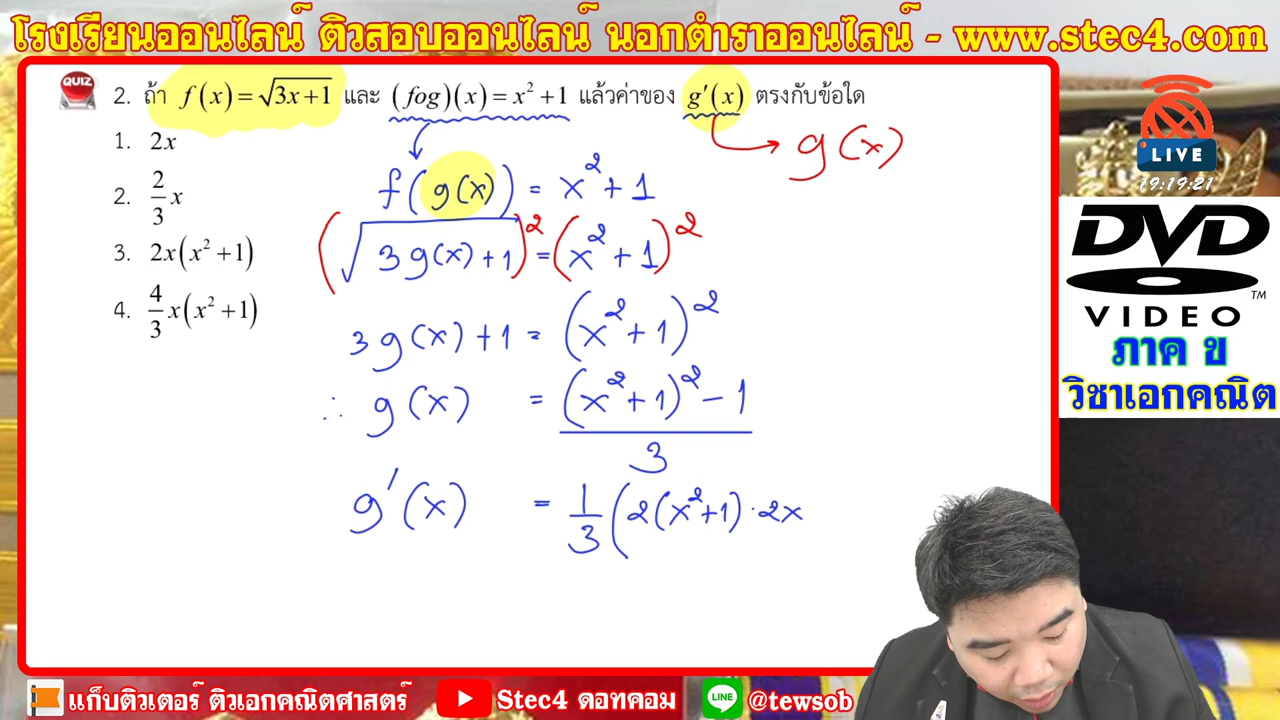 โรงเรียนออนไลน์ ติวสอบออนไลน์ นอกตำราออนไลน์ - www.stec4.com
QUIZ
2. ถ้า f(x)=√(3x+1) และ (fog)(x)=x²+1 แล้วค่าของ g′(x) ตรงกับข้อใด
g(x)
1. 2x
2. 2/3 x
3. 2x(x²+1)
4. 4/3 x(x²+1)
f(g(x)) = x²+1
(√(3g(x)+1))² = (x²+1)²
3g(x)+1 = (x²+1)²
∴ g(x) = ((x²+1)²-1)/3
g′(x) = 1/3 (2(x²+1)·2x
LIVE
19:19:21
DVD
VIDEO™
ภาค ข
วิชาเอกคณิต
แก็บติวเตอร์ ติวเอกคณิตศาสตร์
Stec4 ดอทคอม
LINE
@tewsob